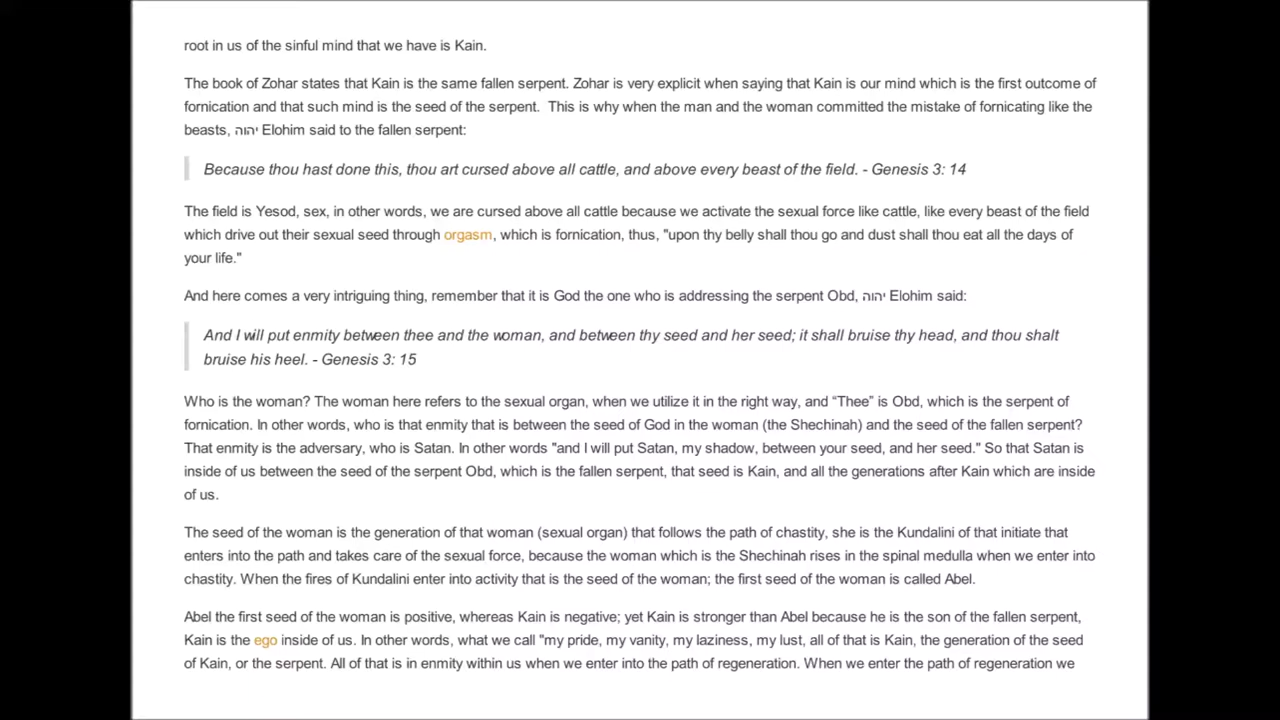 root in us of the sinful mind that we have is Kain.
The book of Zohar states that Kain is the same fallen serpent. Zohar is very explicit when saying that Kain is our mind which is the first outcome of
fornication and that such mind is the seed of the serpent.  This is why when the man and the woman committed the mistake of fornicating like the
beasts, יהוה Elohim said to the fallen serpent:
Because thou hast done this, thou art cursed above all cattle, and above every beast of the field. - Genesis 3: 14
The field is Yesod, sex, in other words, we are cursed above all cattle because we activate the sexual force like cattle, like every beast of the field
which drive out their sexual seed through orgasm, which is fornication, thus, "upon thy belly shall thou go and dust shall thou eat all the days of
your life."
And here comes a very intriguing thing, remember that it is God the one who is addressing the serpent Obd, יהוה Elohim said:
And I will put enmity between thee and the woman, and between thy seed and her seed; it shall bruise thy head, and thou shalt
bruise his heel. - Genesis 3: 15
Who is the woman? The woman here refers to the sexual organ, when we utilize it in the right way, and “Thee” is Obd, which is the serpent of
fornication. In other words, who is that enmity that is between the seed of God in the woman (the Shechinah) and the seed of the fallen serpent?
That enmity is the adversary, who is Satan. In other words "and I will put Satan, my shadow, between your seed, and her seed." So that Satan is
inside of us between the seed of the serpent Obd, which is the fallen serpent, that seed is Kain, and all the generations after Kain which are inside
of us.
The seed of the woman is the generation of that woman (sexual organ) that follows the path of chastity, she is the Kundalini of that initiate that
enters into the path and takes care of the sexual force, because the woman which is the Shechinah rises in the spinal medulla when we enter into
chastity. When the fires of Kundalini enter into activity that is the seed of the woman; the first seed of the woman is called Abel.
Abel the first seed of the woman is positive, whereas Kain is negative; yet Kain is stronger than Abel because he is the son of the fallen serpent,
Kain is the ego inside of us. In other words, what we call "my pride, my vanity, my laziness, my lust, all of that is Kain, the generation of the seed
of Kain, or the serpent. All of that is in enmity within us when we enter into the path of regeneration. When we enter the path of regeneration we